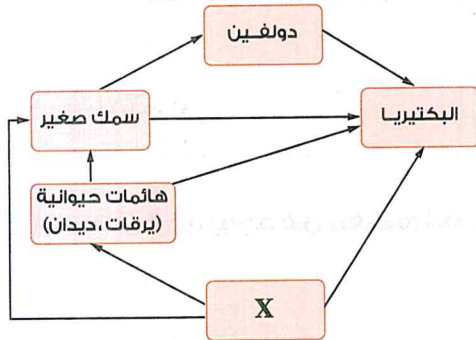 دولفين
سمك صغير
البكتيريا
هائمات حيوانية
(يرقات ، ديدان)
X